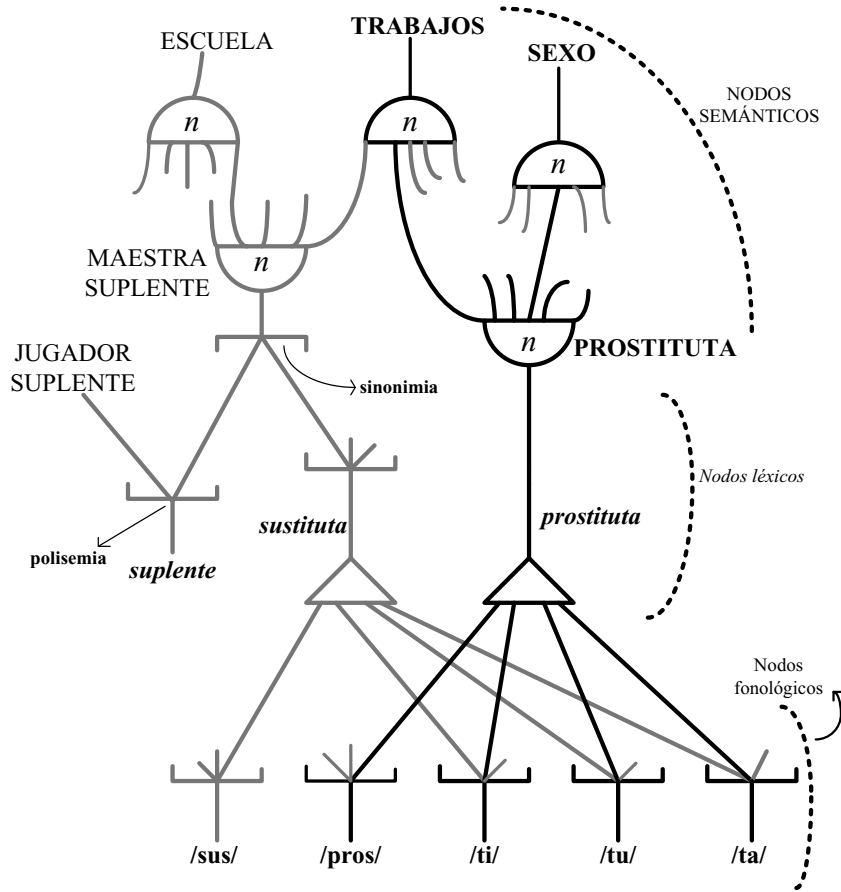 ESCUELA
TRABAJOS
SEXO
NODOS
SEMÁNTICOS
n
n
n
MAESTRA
SUPLENTE
n
n
PROSTITUTA
JUGADOR
SUPLENTE
sinonimia
Nodos léxicos
sustituta
prostituta
polisemia
suplente
Nodos
fonológicos
/sus/
/pros/
/ti/
/tu/
/ta/